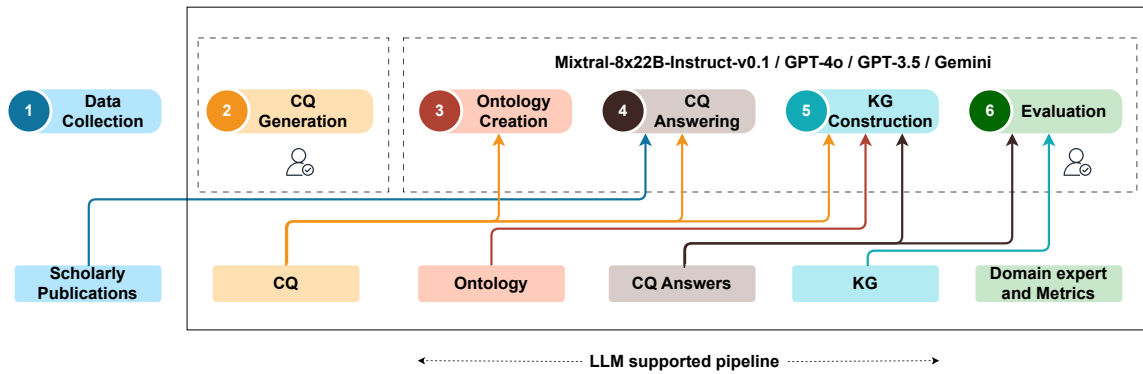 Mixtral-8x22B-Instruct-v0.1 / GPT-4o / GPT-3.5 / Gemini
1
Data
Collection
2
CQ
Generation
3
Ontology
Creation
4
CQ
Answering
5
KG
Construction
6
Evaluation
Scholarly
Publications
CQ
Ontology
CQ Answers
KG
Domain expert
and Metrics
LLM supported pipeline